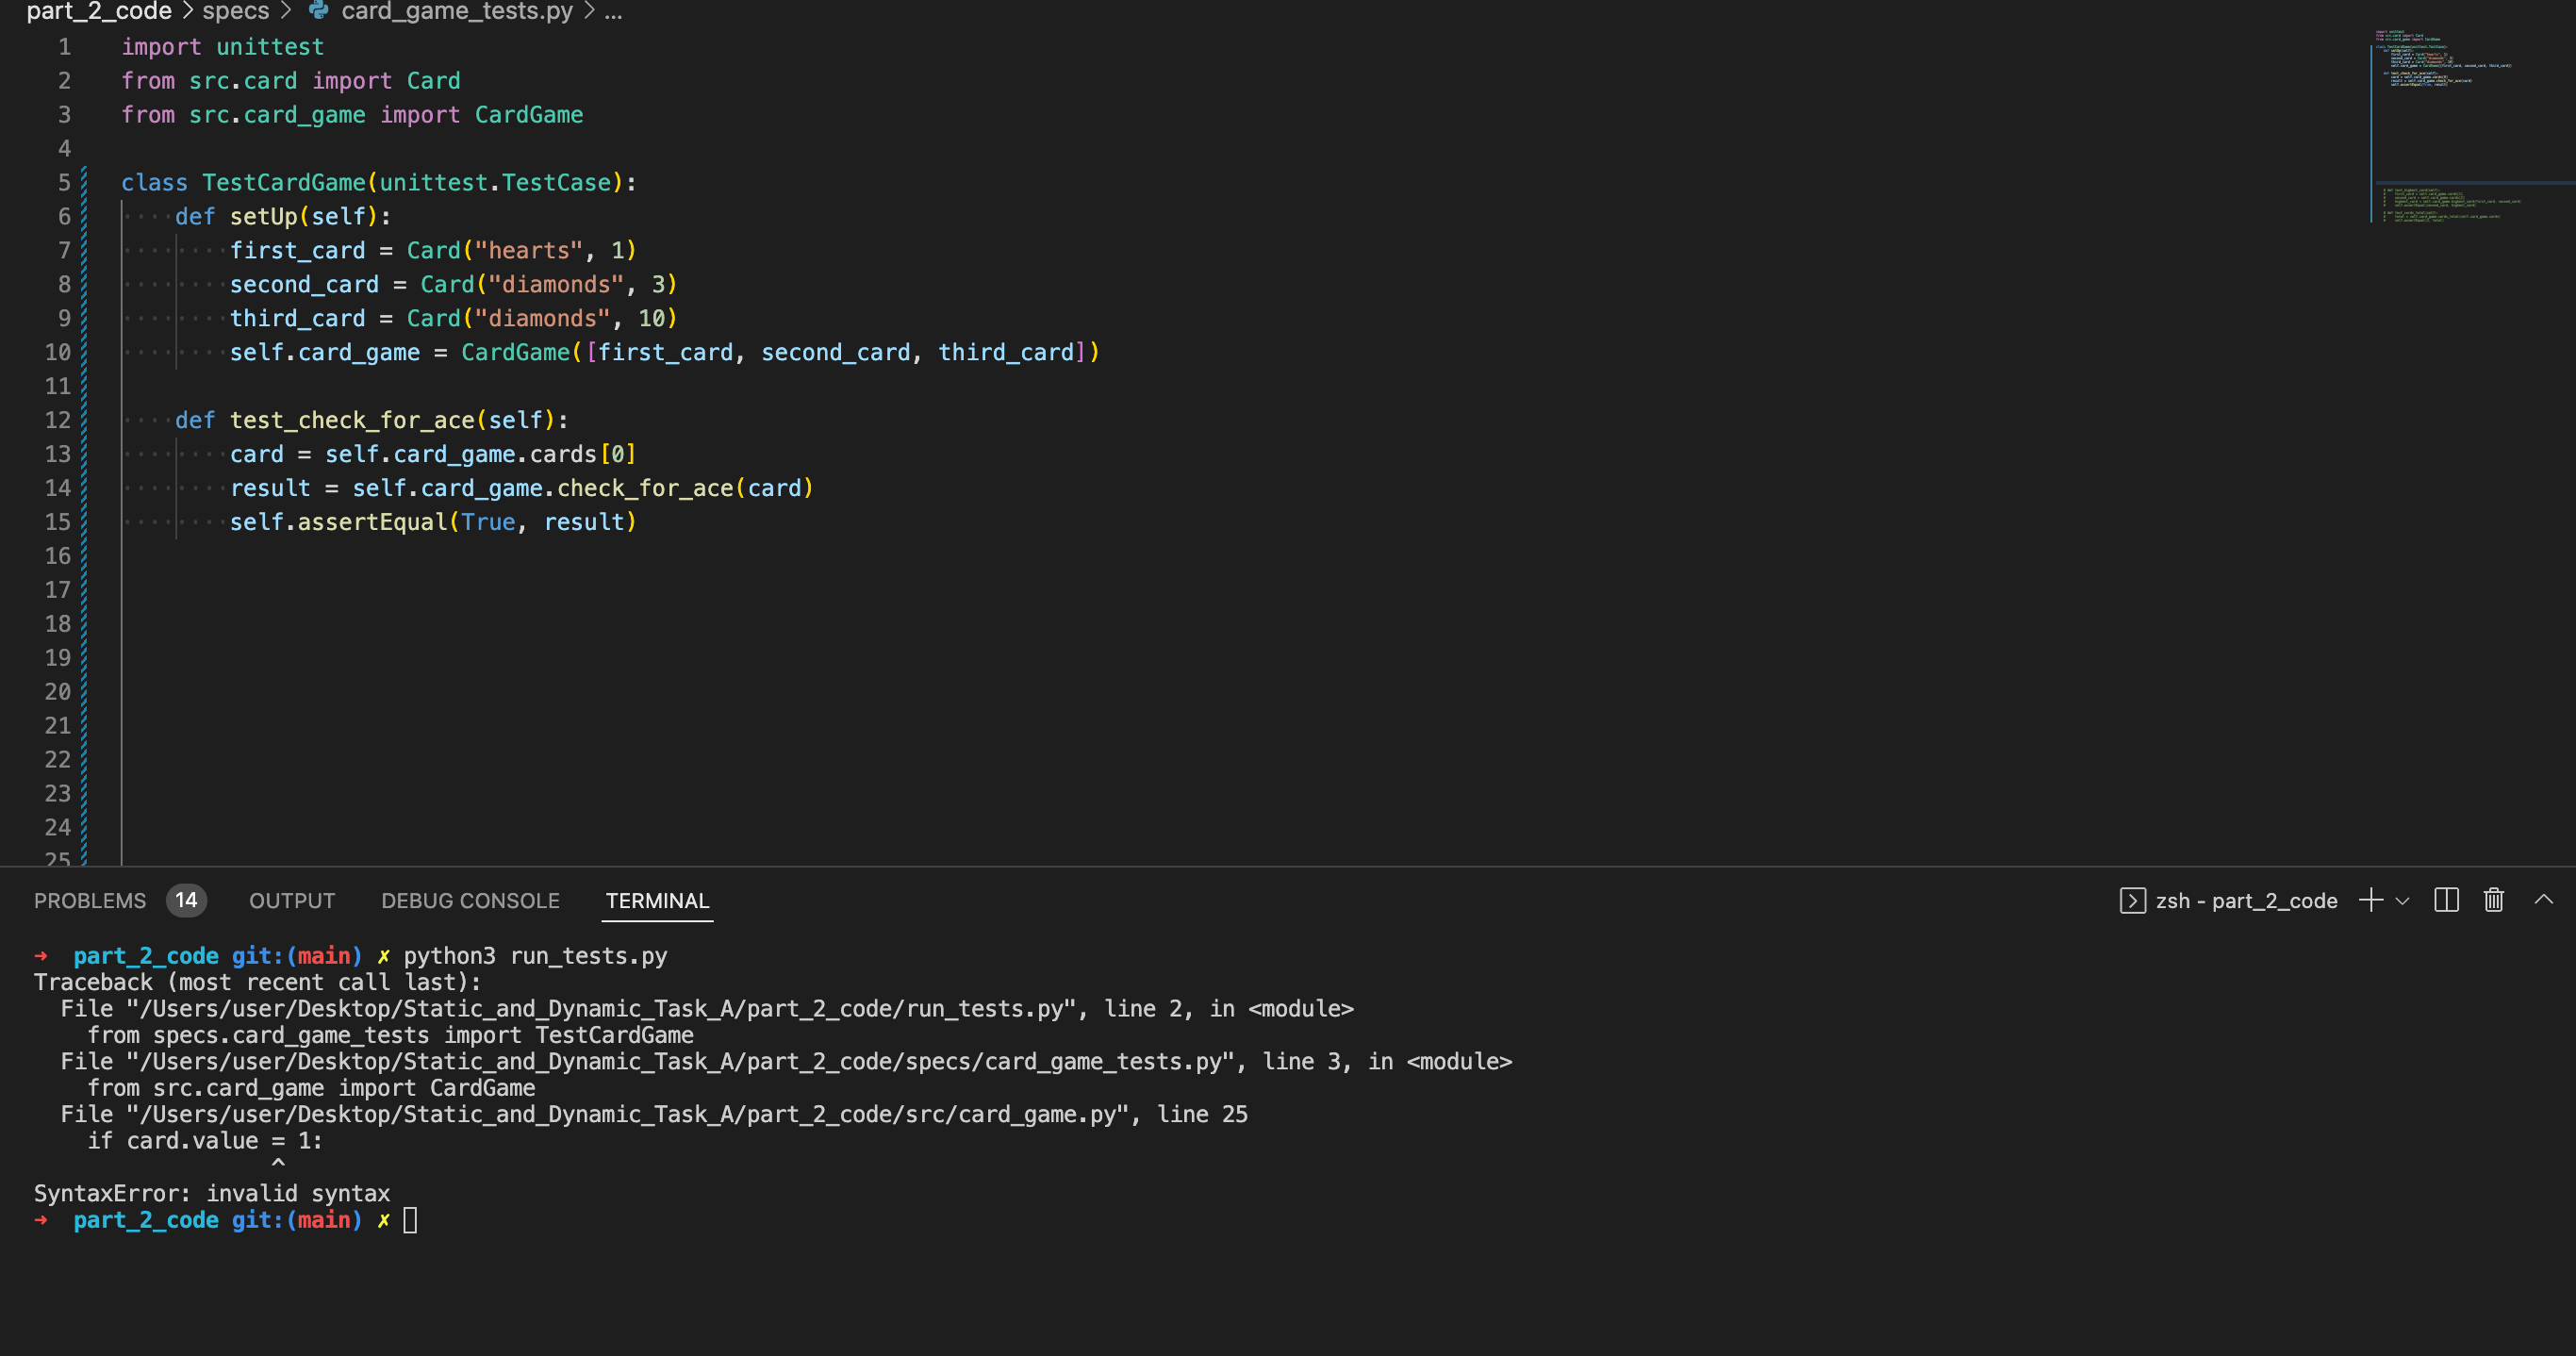 part_2_code > specs > card_game_tests.py > ...
1 import unittest
2 from src.card import Card
3 from src.card_game import CardGame
4
5 class TestCardGame(unittest.TestCase):
6 def setUp(self):
7 first_card = Card("hearts", 1)
8 second_card = Card("diamonds", 3)
9 third_card = Card("diamonds", 10)
10 self.card_game = CardGame([first_card, second_card, third_card])
11
12 def test_check_for_ace(self):
13 card = self.card_game.cards[0]
14 result = self.card_game.check_for_ace(card)
15 self.assertEqual(True, result)
16
17
18
19
20
21
22
23
24
25
PROBLEMS 14 OUTPUT DEBUG CONSOLE TERMINAL zsh - part_2_code
→ part_2_code git:(main) ✗ python3 run_tests.py
Traceback (most recent call last):
File "/Users/user/Desktop/Static_and_Dynamic_Task_A/part_2_code/run_tests.py", line 2, in <module>
from specs.card_game_tests import TestCardGame
File "/Users/user/Desktop/Static_and_Dynamic_Task_A/part_2_code/specs/card_game_tests.py", line 3, in <module>
from src.card_game import CardGame
File "/Users/user/Desktop/Static_and_Dynamic_Task_A/part_2_code/src/card_game.py", line 25
if card.value = 1:
^
SyntaxError: invalid syntax
→ part_2_code git:(main) ✗